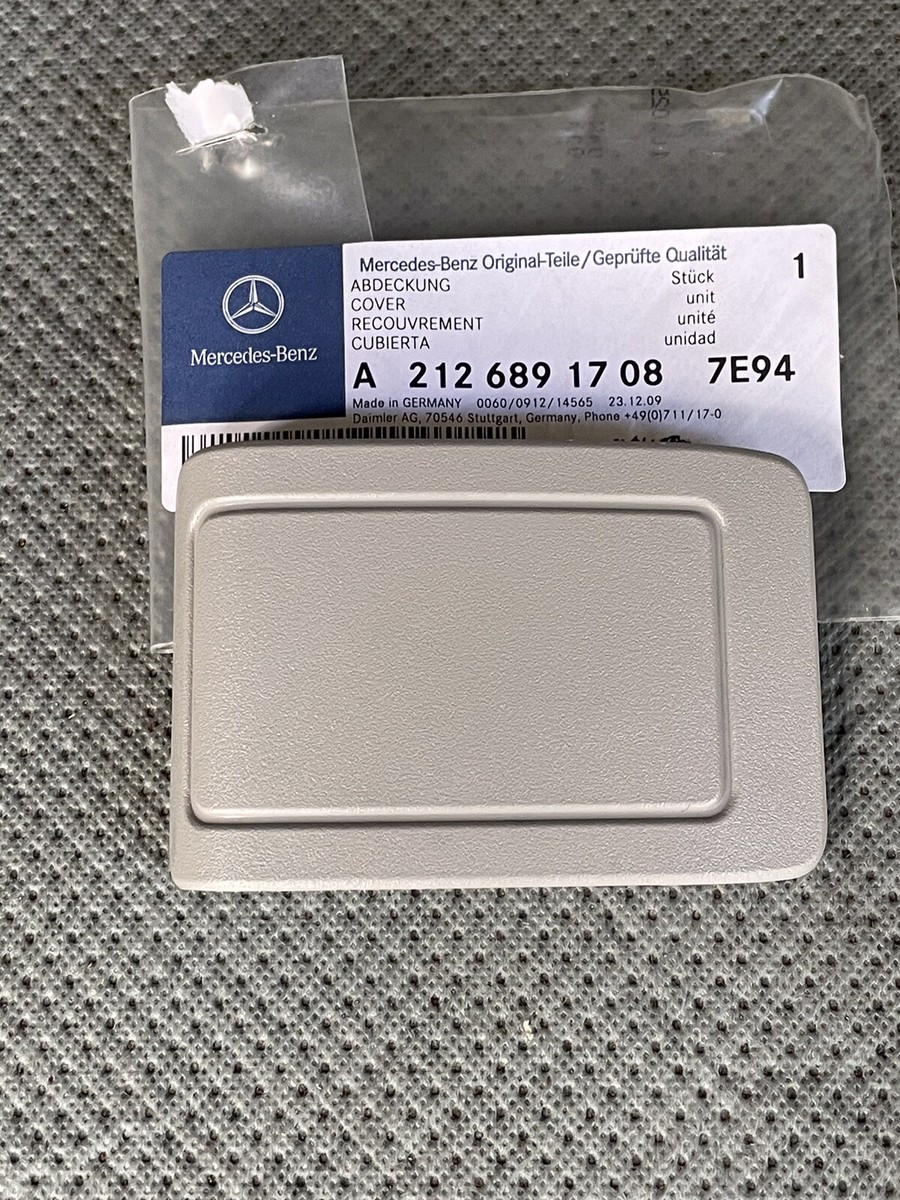 Mercedes-Benz Original-Teile/Geprüfte Qualität 1
ABDECKUNG Stück
COVER unit
RECOUVREMENT unité
CUBIERTA unidad
Mercedes-Benz
A 212 689 17 08 7E94
Made in GERMANY 0060/0912/14565 23.12.09
Daimler AG, 70546 Stuttgart, Germany, Phone +49(0)711/17-0